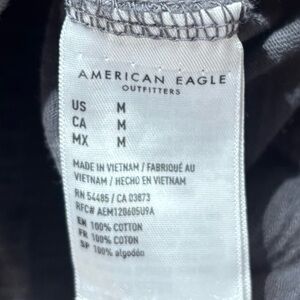 AMERICAN EAGLE
OUTFITTERS
US M
CA M
MX M
MADE IN VIETNAM / FABRIQUÉ AU
VIETNAM / HECHO EN VIETNAM
RN 54485 / CA 03873
RFC# AEM120605U9A
EN 100% COTTON
FR 100% COTON
SP 100% algodón